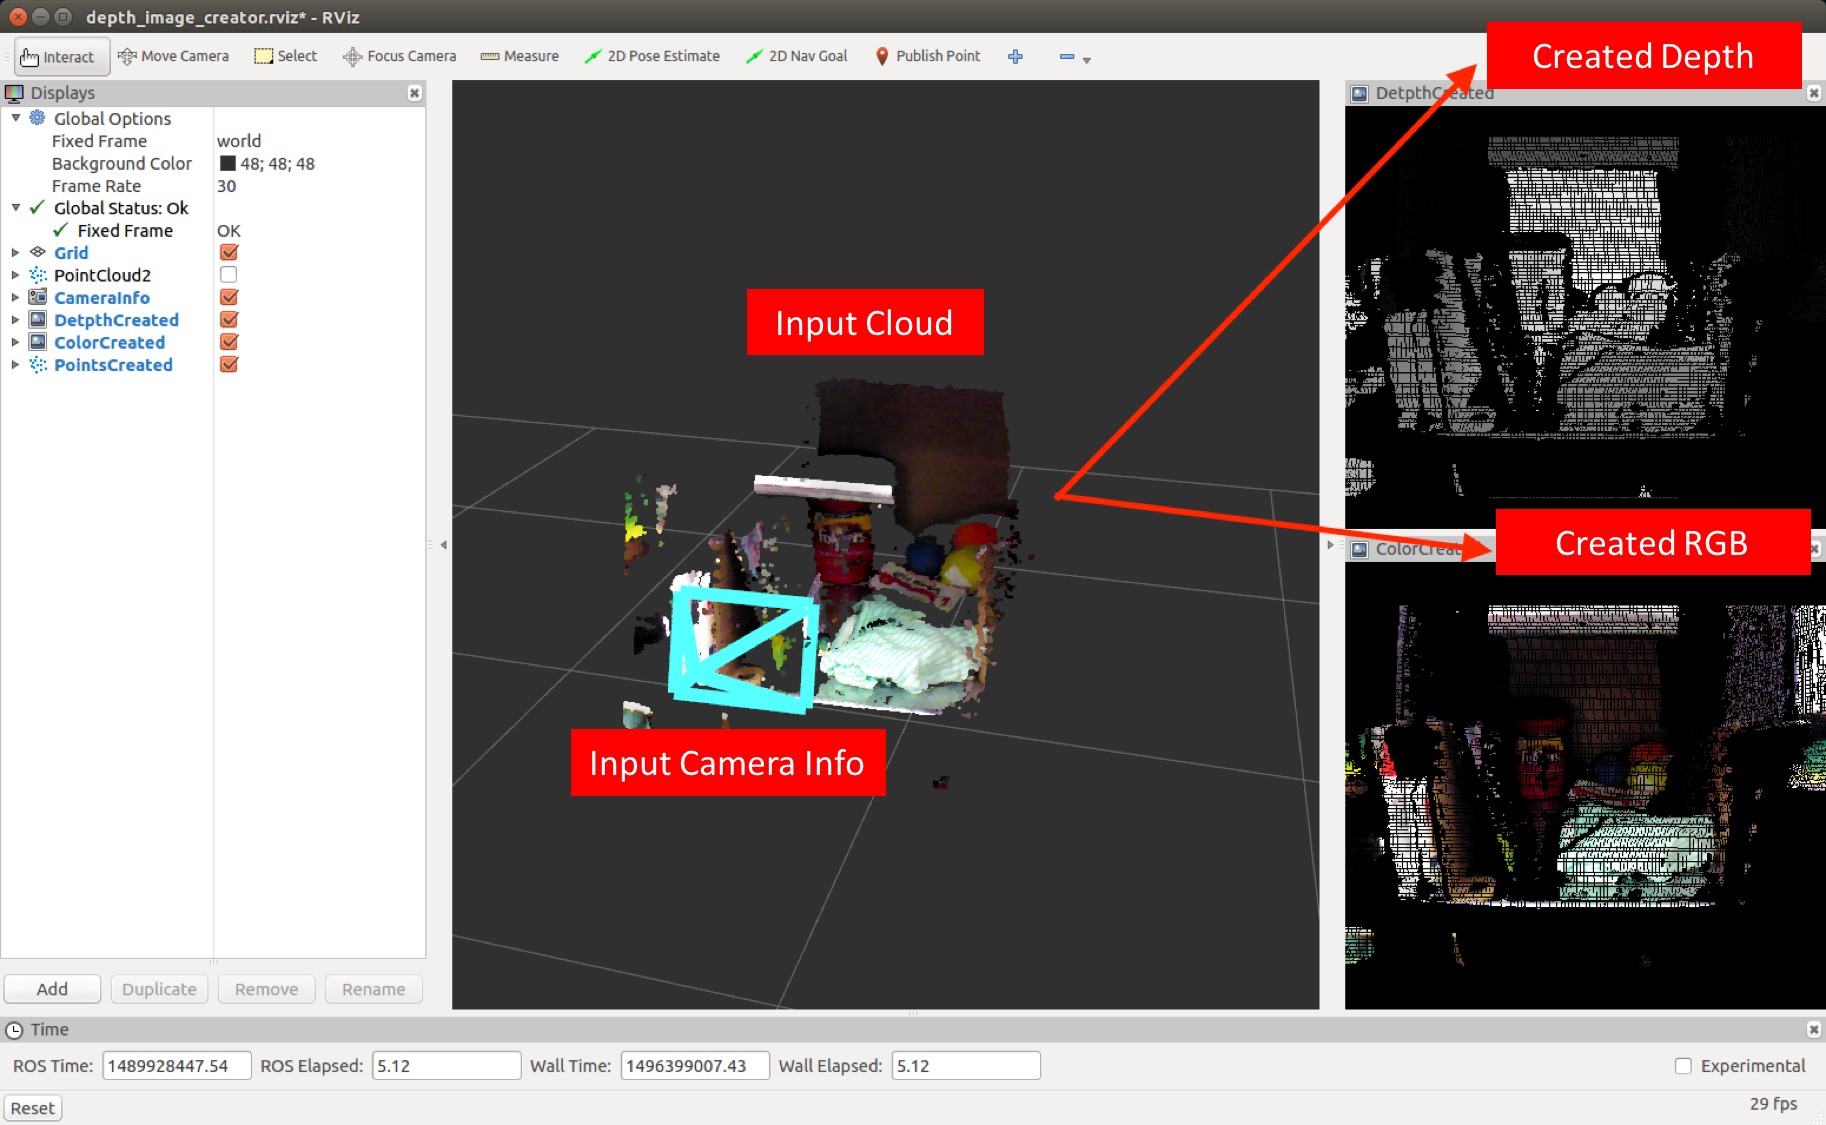 depth_image_creator.rviz* - RViz
Interact Move Camera Select Focus Camera Measure 2D Pose Estimate 2D Nav Goal Publish Point
Created Depth
Displays
DetpthCreated
Global Options
Fixed Frame world
Background Color 48; 48; 48
Frame Rate 30
Global Status: Ok
Fixed Frame OK
Grid
PointCloud2
CameraInfo
DetpthCreated
ColorCreated
PointsCreated
Input Cloud
Created RGB
ColorCreat
Input Camera Info
Add Duplicate Remove Rename
Time
ROS Time: 1489928447.54 ROS Elapsed: 5.12 Wall Time: 1496399007.43 Wall Elapsed: 5.12 Experimental
Reset 29 fps